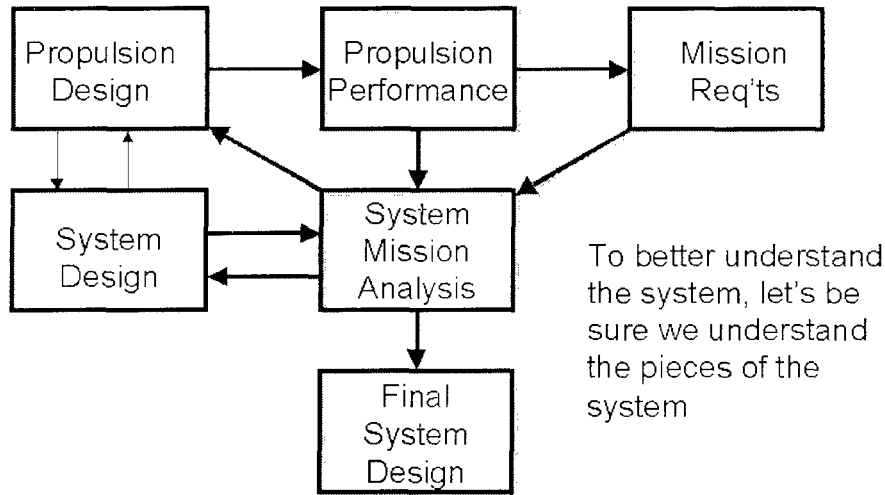 Propulsion
Design
Propulsion
Performance
Mission
Req'ts
System
Design
System
Mission
Analysis
To better understand
the system, let's be
sure we understand
the pieces of the
system
Final
System
Design